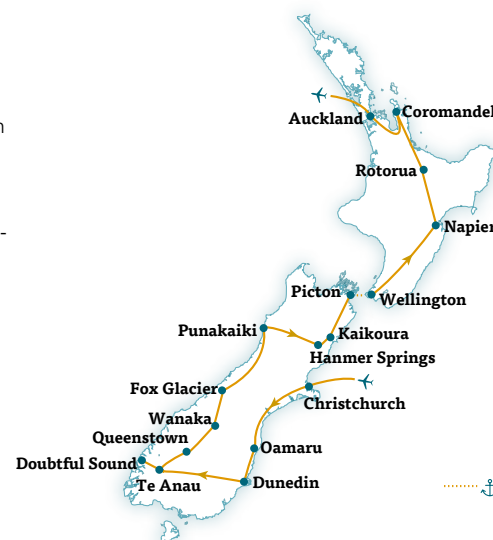 n
-
Auckland
Coromandel
Rotorua
Napier
Picton
Wellington
Punakaiki
Kaikoura
Hanmer Springs
Fox Glacier
Christchurch
Wanaka
Queenstown
Oamaru
Doubtful Sound
Te Anau
Dunedin